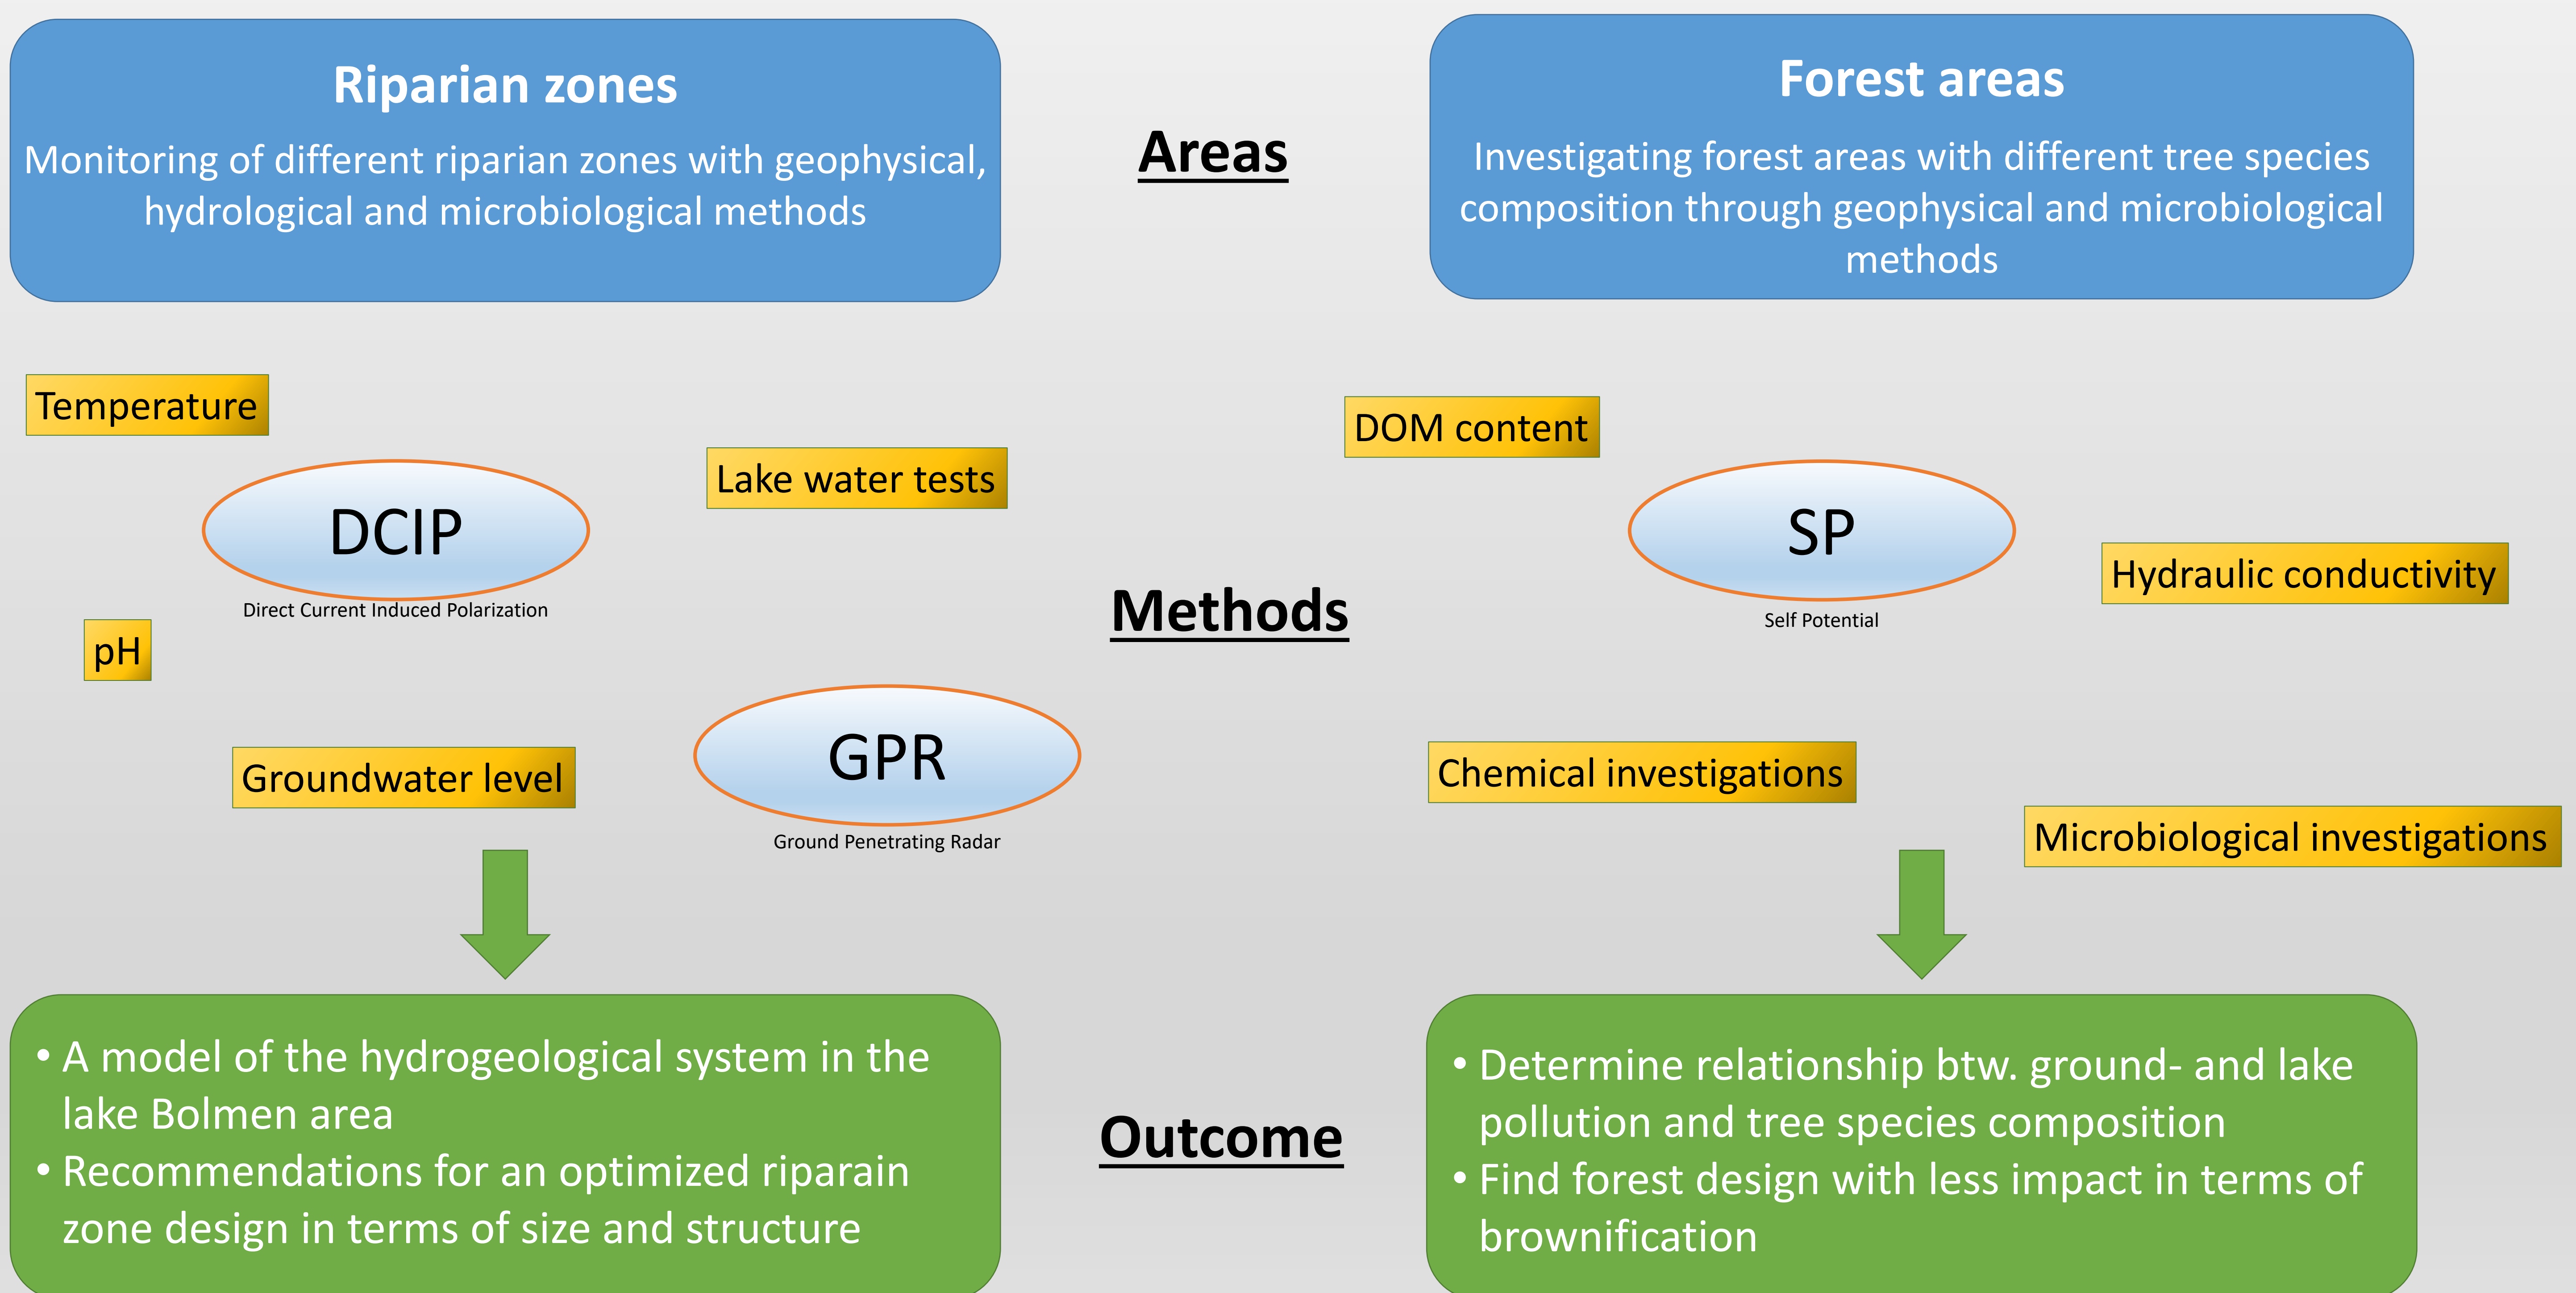 Riparian zones
Monitoring of different riparian zones with geophysical,
hydrological and microbiological methods
Areas
Forest areas
Investigating forest areas with different tree species
composition through geophysical and microbiological
methods
Temperature
Lake water tests
DCIP
Direct Current Induced Polarization
pH
Groundwater level
GPR
Ground Penetrating Radar
Methods
DOM content
SP
Self Potential
Hydraulic conductivity
Chemical investigations
Microbiological investigations
• A model of the hydrogeological system in the
lake Bolmen area
• Recommendations for an optimized riparain
zone design in terms of size and structure
Outcome
• Determine relationship btw. ground- and lake
pollution and tree species composition
• Find forest design with less impact in terms of
brownification